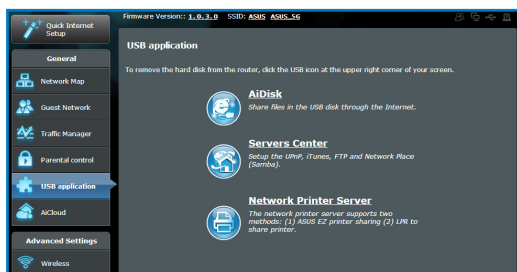 Quick Internet
Setup
Firmware Version:: 1.0.3.0 SSID: ASUS ASUS_5G
General
Network Map
Guest Network
Traffic Manager
Parental control
USB application
AiCloud
Advanced Settings
Wireless
USB application
To remove the hard disk from the router, click the USB icon at the upper right corner of your screen.
AiDisk
Share files in the USB disk through the Internet.
Servers Center
Setup the UPnP, iTunes, FTP and Network Place
(Samba).
Network Printer Server
The network printer server supports two
methods: (1) ASUS EZ printer sharing (2) LPR to
share printer.